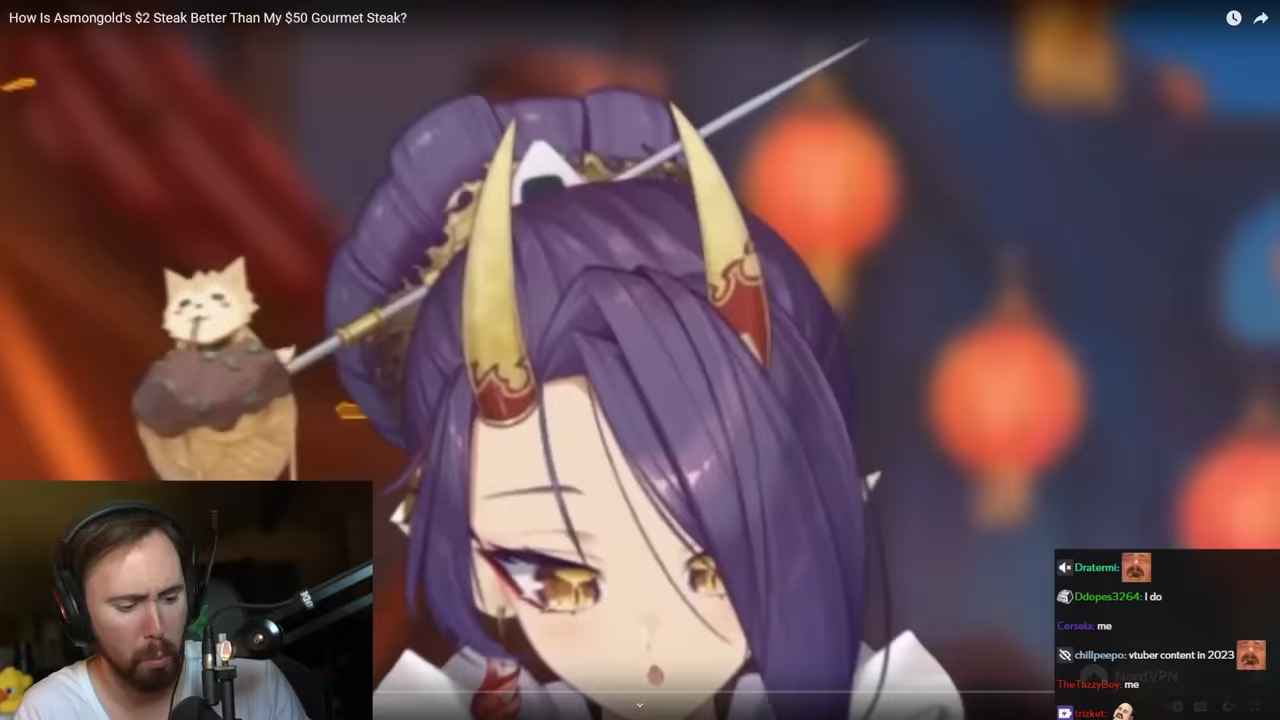 How Is Asmongold's $2 Steak Better Than My $50 Gourmet Steak?
Dratermi:
Ddopes3264: I do
Cersela: me
chillpeepo: vtuber content in 2023
NordVPN
TheTazzyBoy: me
trizket: